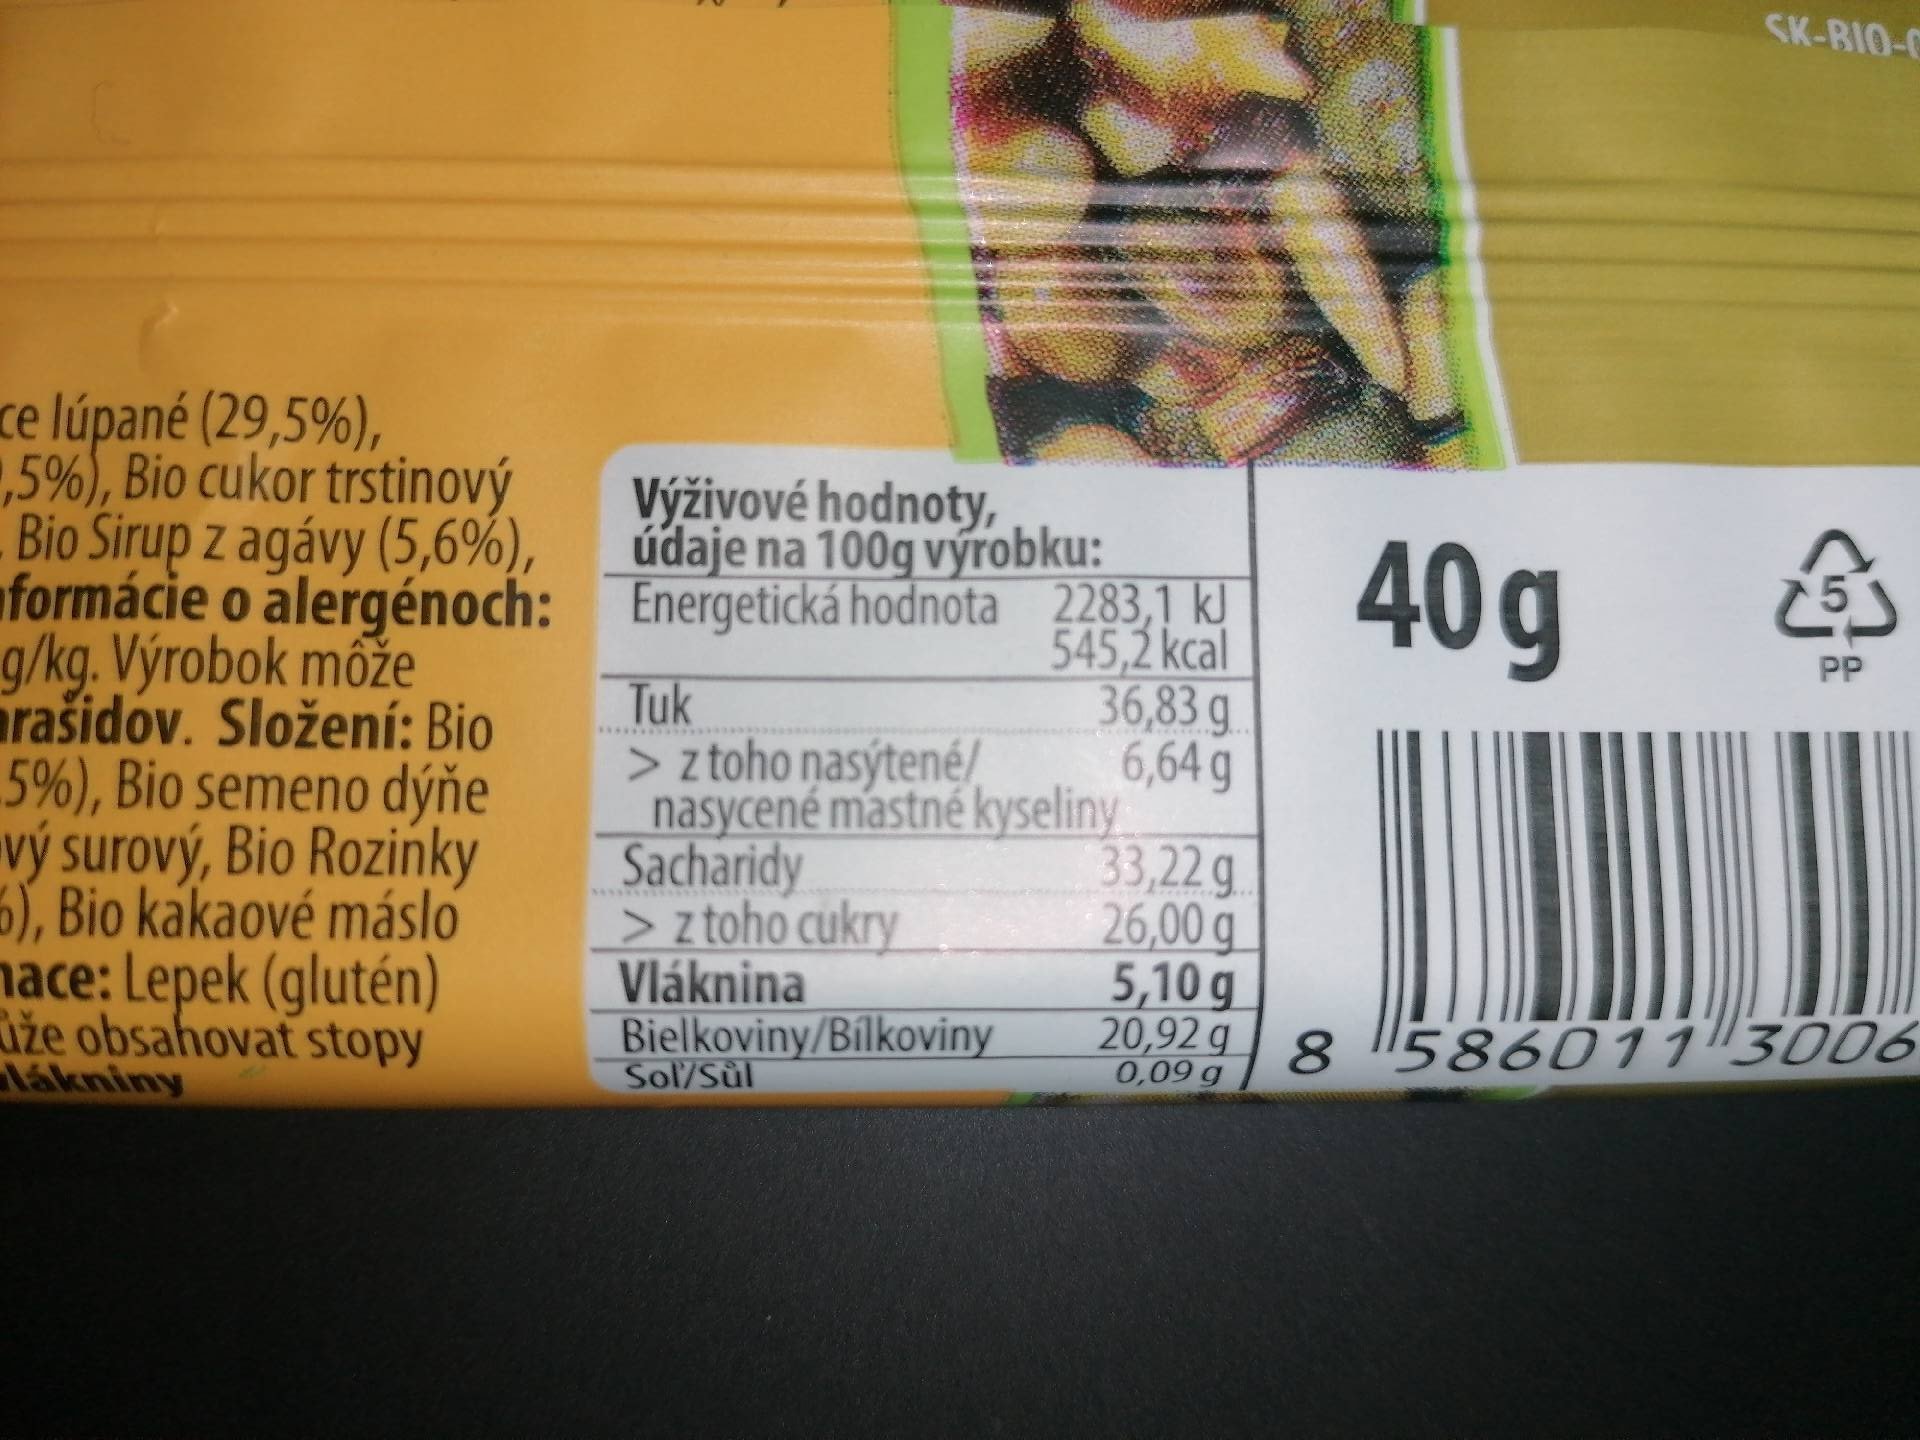 SK-BIO-0
ce lúpané (29,5%),
,5%), Bio cukor trstinový
, Bio Sirup z agávy (5,6%),
nformácie o alergénoch:
g/kg. Výrobok môže
arašidov. Složení: Bio
,5%), Bio semeno dýňe
ový surový, Bio Rozinky
%), Bio kakaové máslo
mace: Lepek (glutén)
ůže obsahovat stopy
vlákniny
Výživové hodnoty,
údaje na 100g výrobku:
Energetická hodnota 2283,1 kJ
545,2 kcal
Tuk 36,83 g
> z toho nasýtené/ 6,64 g
nasycené mastné kyseliny
Sacharidy 33,22 g
> z toho cukry 26,00 g
Vláknina 5,10 g
Bielkoviny/Bílkoviny 20,92 g
Soľ/Sůl 0,09 g
40 g
5
PP
8 586011 3006